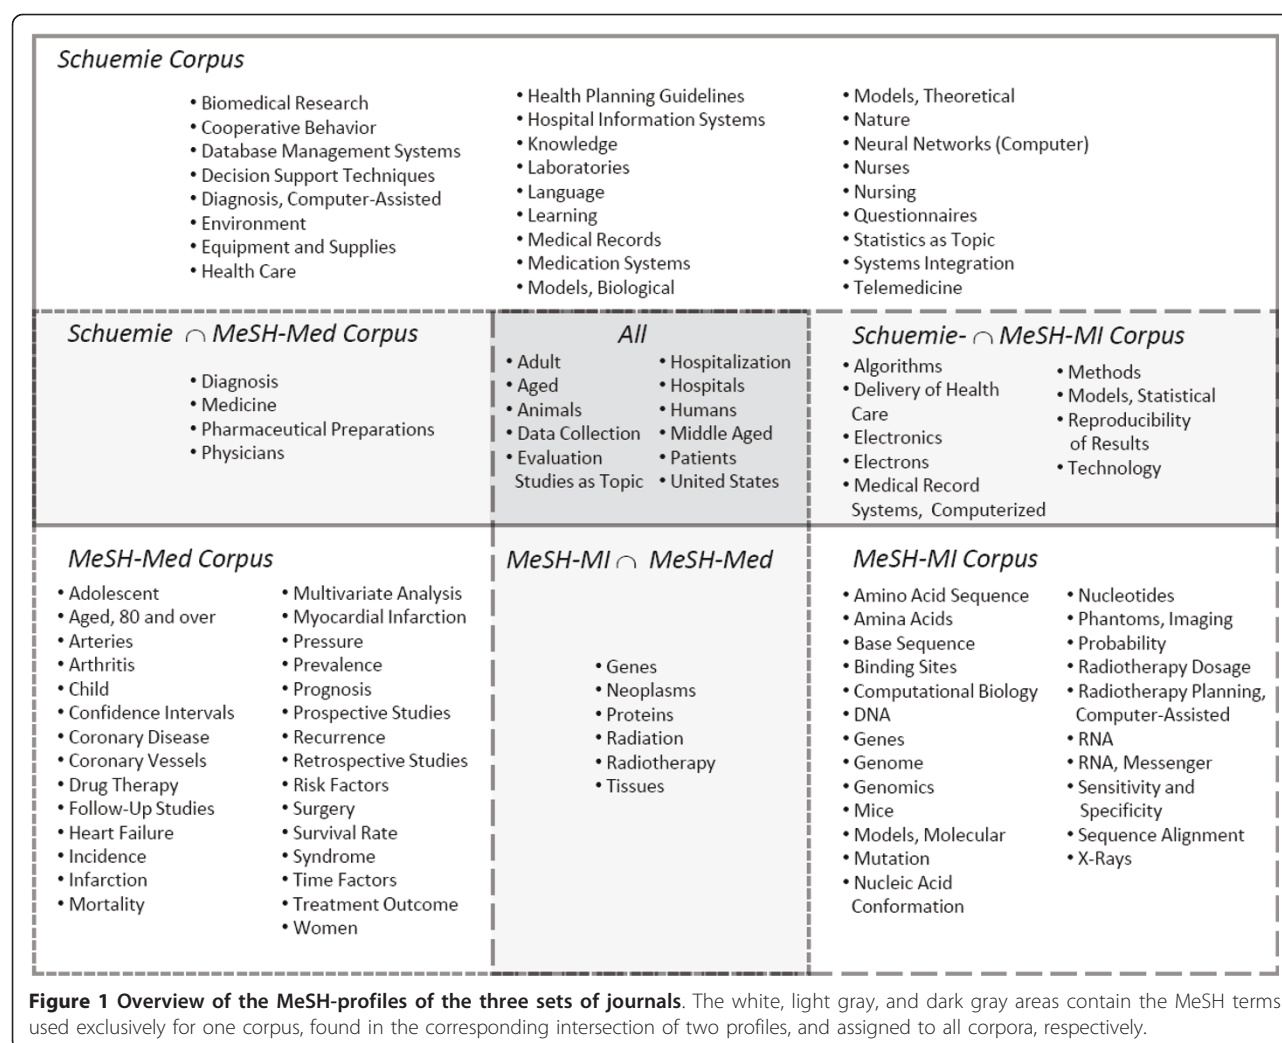 Schuemie Corpus
• Biomedical Research
• Cooperative Behavior
• Database Management Systems
• Decision Support Techniques
• Diagnosis, Computer-Assisted
• Environment
• Equipment and Supplies
• Health Care
• Health Planning Guidelines
• Hospital Information Systems
• Knowledge
• Laboratories
• Language
• Learning
• Medical Records
• Medication Systems
• Models, Biological
• Models, Theoretical
• Nature
• Neural Networks (Computer)
• Nurses
• Nursing
• Questionnaires
• Statistics as Topic
• Systems Integration
• Telemedicine
Schuemie ∩ MeSH-Med Corpus
• Diagnosis
• Medicine
• Pharmaceutical Preparations
• Physicians
All
• Adult
• Aged
• Animals
• Data Collection
• Evaluation
Studies as Topic
• Hospitalization
• Hospitals
• Humans
• Middle Aged
• Patients
• United States
Schuemie- ∩ MeSH-MI Corpus
• Algorithms
• Delivery of Health
Care
• Electronics
• Electrons
• Medical Record
Systems, Computerized
• Methods
• Models, Statistical
• Reproducibility
of Results
• Technology
MeSH-Med Corpus
• Adolescent
• Aged, 80 and over
• Arteries
• Arthritis
• Child
• Confidence Intervals
• Coronary Disease
• Coronary Vessels
• Drug Therapy
• Follow-Up Studies
• Heart Failure
• Incidence
• Infarction
• Mortality
• Multivariate Analysis
• Myocardial Infarction
• Pressure
• Prevalence
• Prognosis
• Prospective Studies
• Recurrence
• Retrospective Studies
• Risk Factors
• Surgery
• Survival Rate
• Syndrome
• Time Factors
• Treatment Outcome
• Women
MeSH-MI ∩ MeSH-Med
• Genes
• Neoplasms
• Proteins
• Radiation
• Radiotherapy
• Tissues
MeSH-MI Corpus
• Amino Acid Sequence
• Amina Acids
• Base Sequence
• Binding Sites
• Computational Biology
• DNA
• Genes
• Genome
• Genomics
• Mice
• Models, Molecular
• Mutation
• Nucleic Acid
Conformation
• Nucleotides
• Phantoms, Imaging
• Probability
• Radiotherapy Dosage
• Radiotherapy Planning,
Computer-Assisted
• RNA
• RNA, Messenger
• Sensitivity and
Specificity
• Sequence Alignment
• X-Rays
Figure 1 Overview of the MeSH-profiles of the three sets of journals. The white, light gray, and dark gray areas contain the MeSH terms
used exclusively for one corpus, found in the corresponding intersection of two profiles, and assigned to all corpora, respectively.